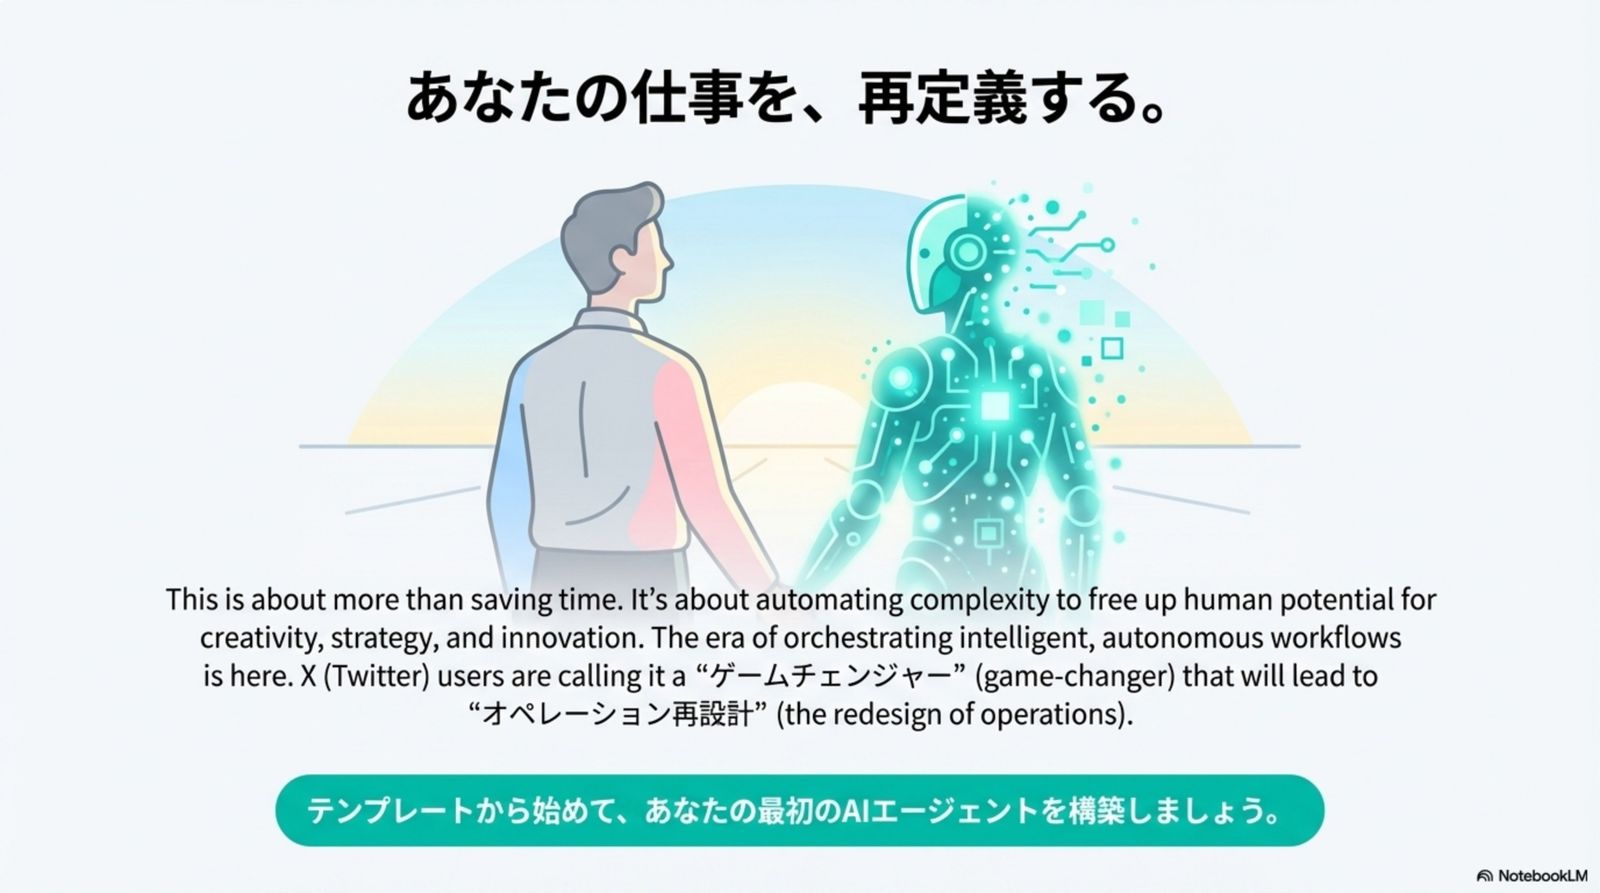 あなたの仕事を、再定義する。
This is about more than saving time. It’s about automating complexity to free up human potential for
creativity, strategy, and innovation. The era of orchestrating intelligent, autonomous workflows
is here. X (Twitter) users are calling it a “ゲームチェンジャー” (game-changer) that will lead to
“オペレーション再設計” (the redesign of operations).
テンプレートから始めて、あなたの最初のAIエージェントを構築しましょう。
NotebookLM